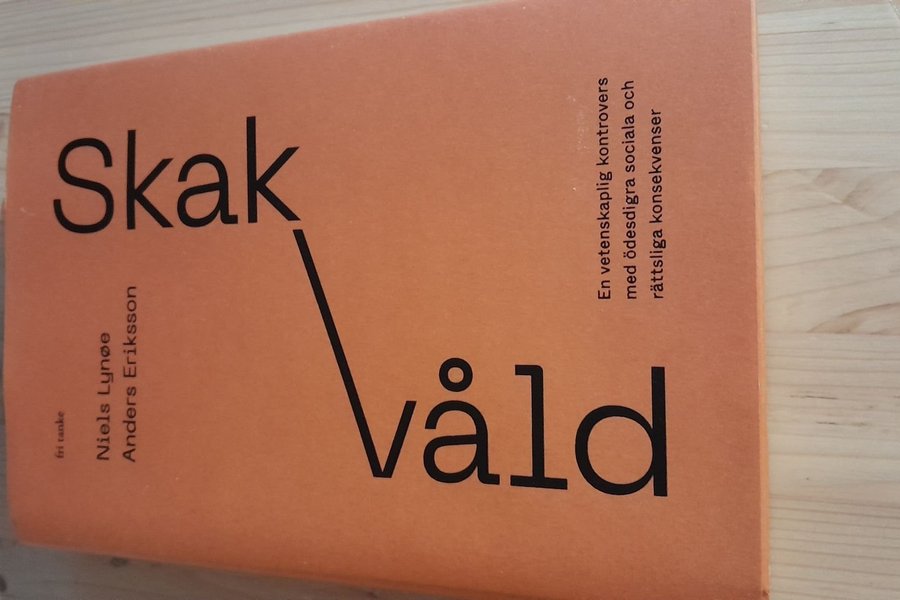 fri tanke
Niels Lynøe
Anders Eriksson
Skak
våld
En vetenskaplig kontrovers
med ödesdigra sociala och
rättsliga konsekvenser